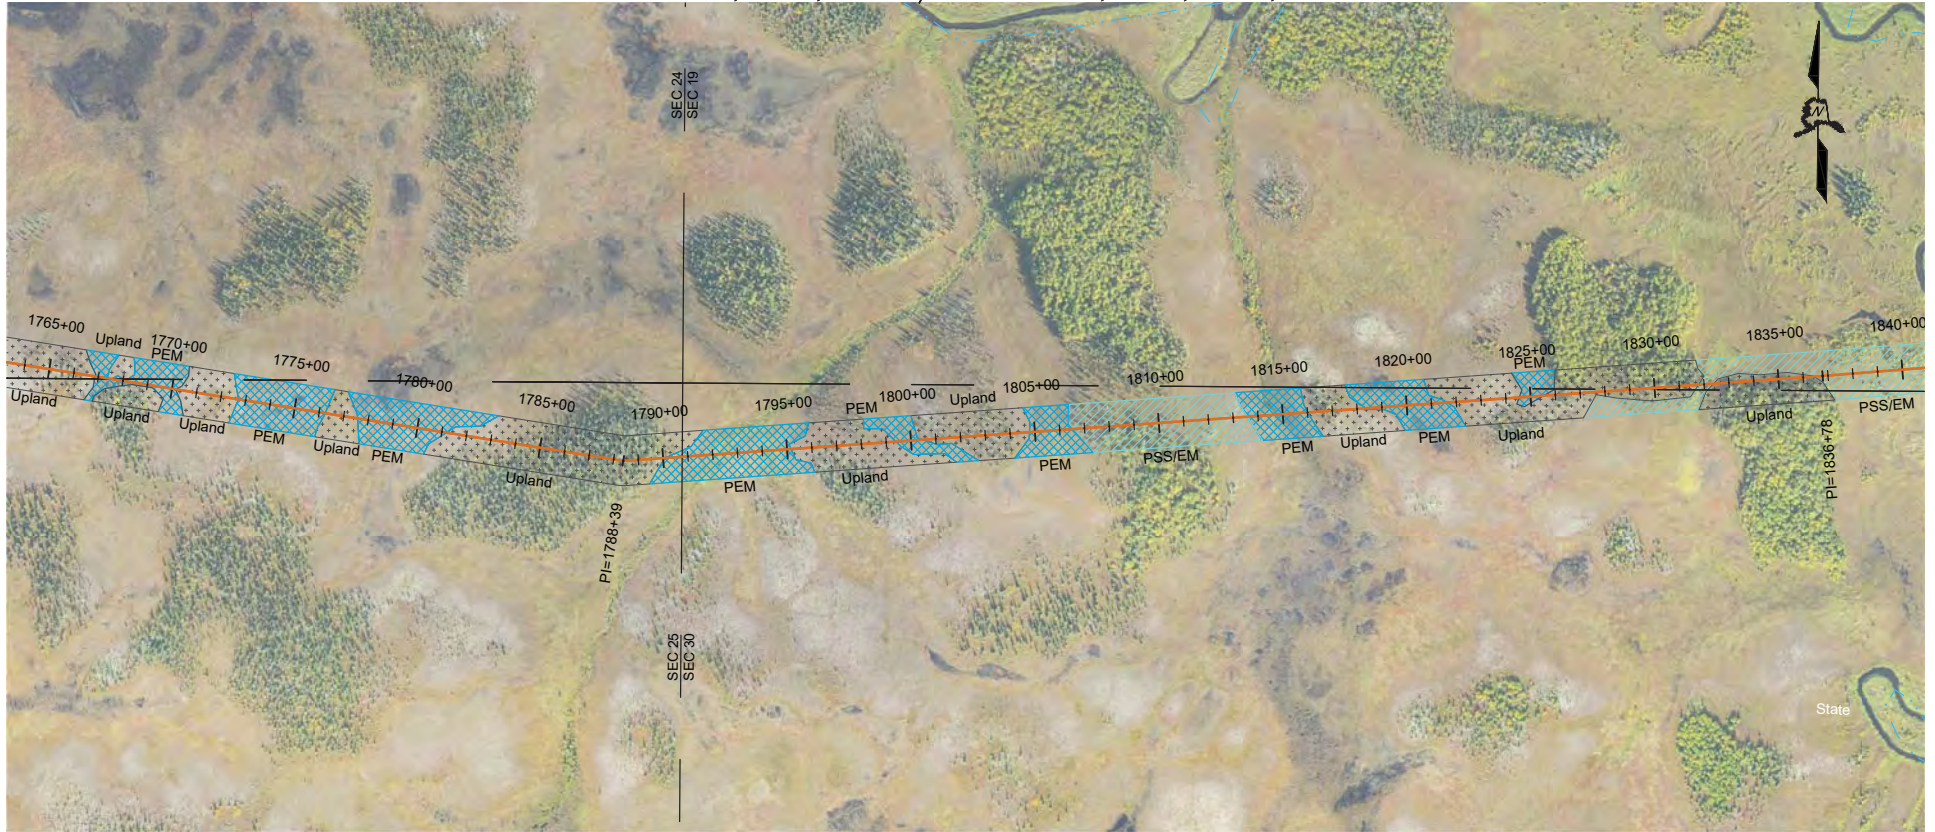 SEC 24
SEC 19
N
1765+00
Upland
1770+00
PEM
1775+00
1780+00
1785+00
1790+00
1795+00
PEM
1800+00
Upland
1805+00
1810+00
1815+00
1820+00
1825+00
PEM
1830+00
1835+00
1840+00
Upland
Upland
Upland
PEM
Upland
PEM
Upland
PI=1788+39
PEM
Upland
PEM
PSS/EM
PEM
Upland
PEM
Upland
Upland
PI=1836+78
PSS/EM
SEC 25
SEC 30
State